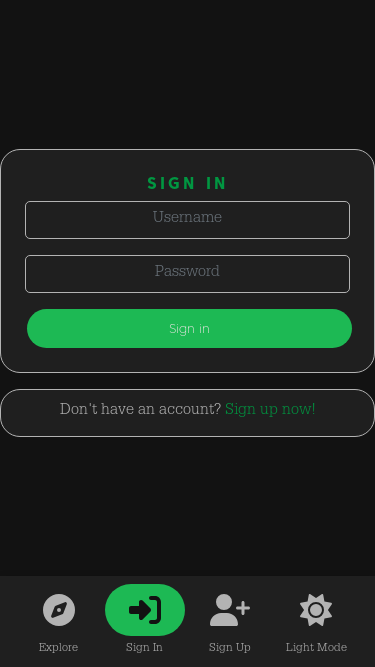 SIGN IN
Username
Password
Sign in
Don't have an account? Sign up now!
Explore
Sign In
Sign Up
Light Mode